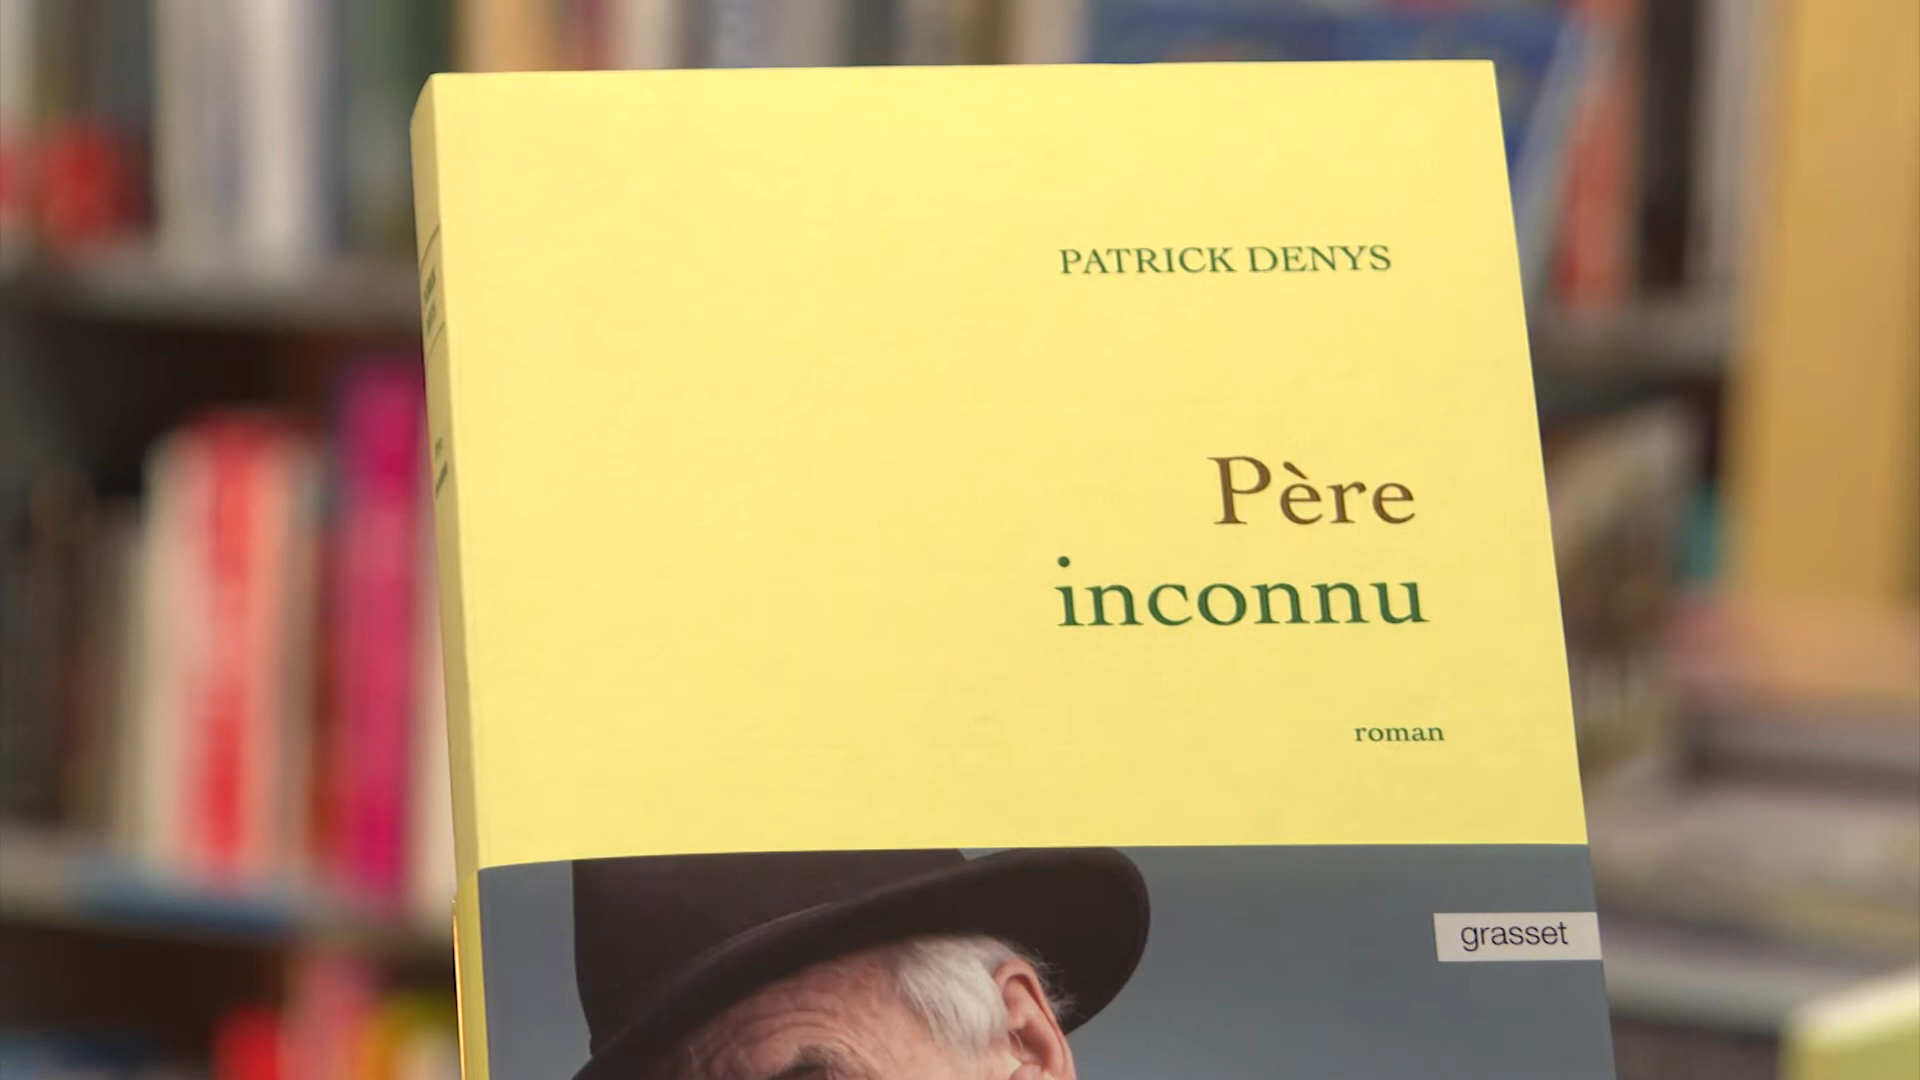 PATRICK DENYS
Père
inconnu
roman
grasset